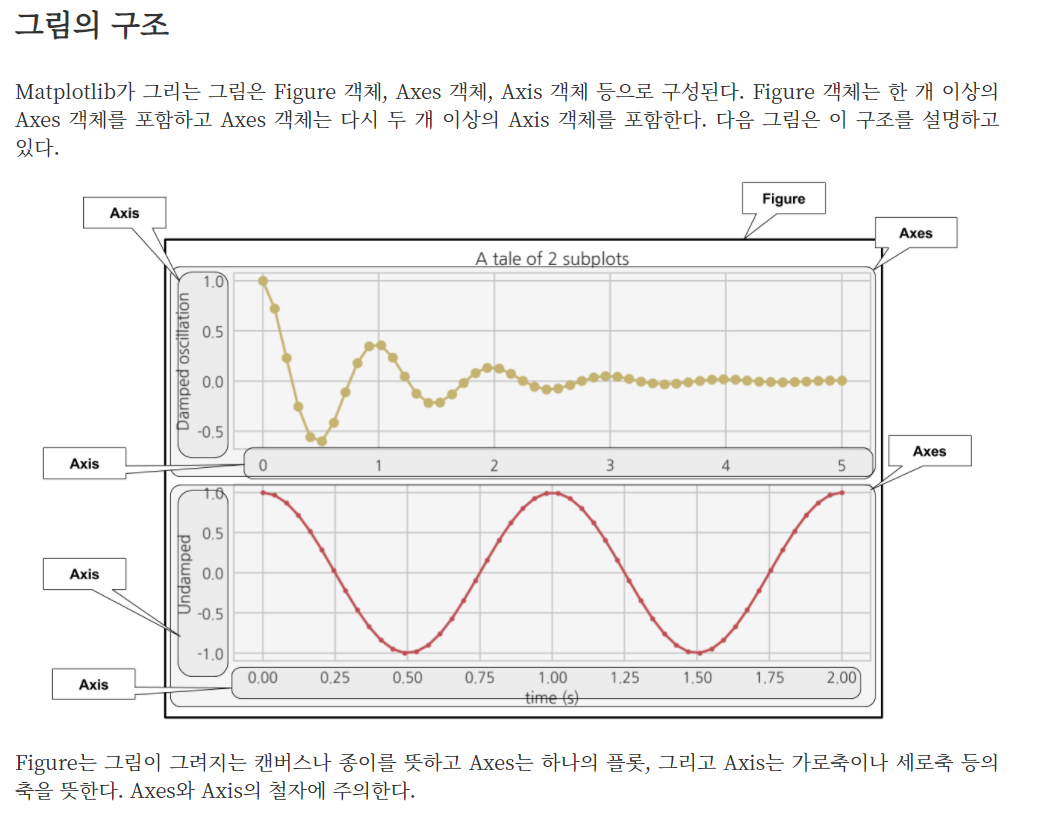 그림의 구조
Matplotlib가 그리는 그림은 Figure 객체, Axes 객체, Axis 객체 등으로 구성된다. Figure 객체는 한 개 이상의
Axes 객체를 포함하고 Axes 객체는 다시 두 개 이상의 Axis 객체를 포함한다. 다음 그림은 이 구조를 설명하고
있다.
Figure
Axis
Axes
A tale of 2 subplots
1.0
0.5
0.0
-0.5
Damped oscillation
Axis
0 1 2 3 4 5
Axes
1.0
0.5
0.0
-0.5
-1.0
Undamped
Axis
Axis
0.00 0.25 0.50 0.75 1.00 1.25 1.50 1.75 2.00
time (s)
Figure는 그림이 그려지는 캔버스나 종이를 뜻하고 Axes는 하나의 플롯, 그리고 Axis는 가로축이나 세로축 등의
축을 뜻한다. Axes와 Axis의 철자에 주의한다.